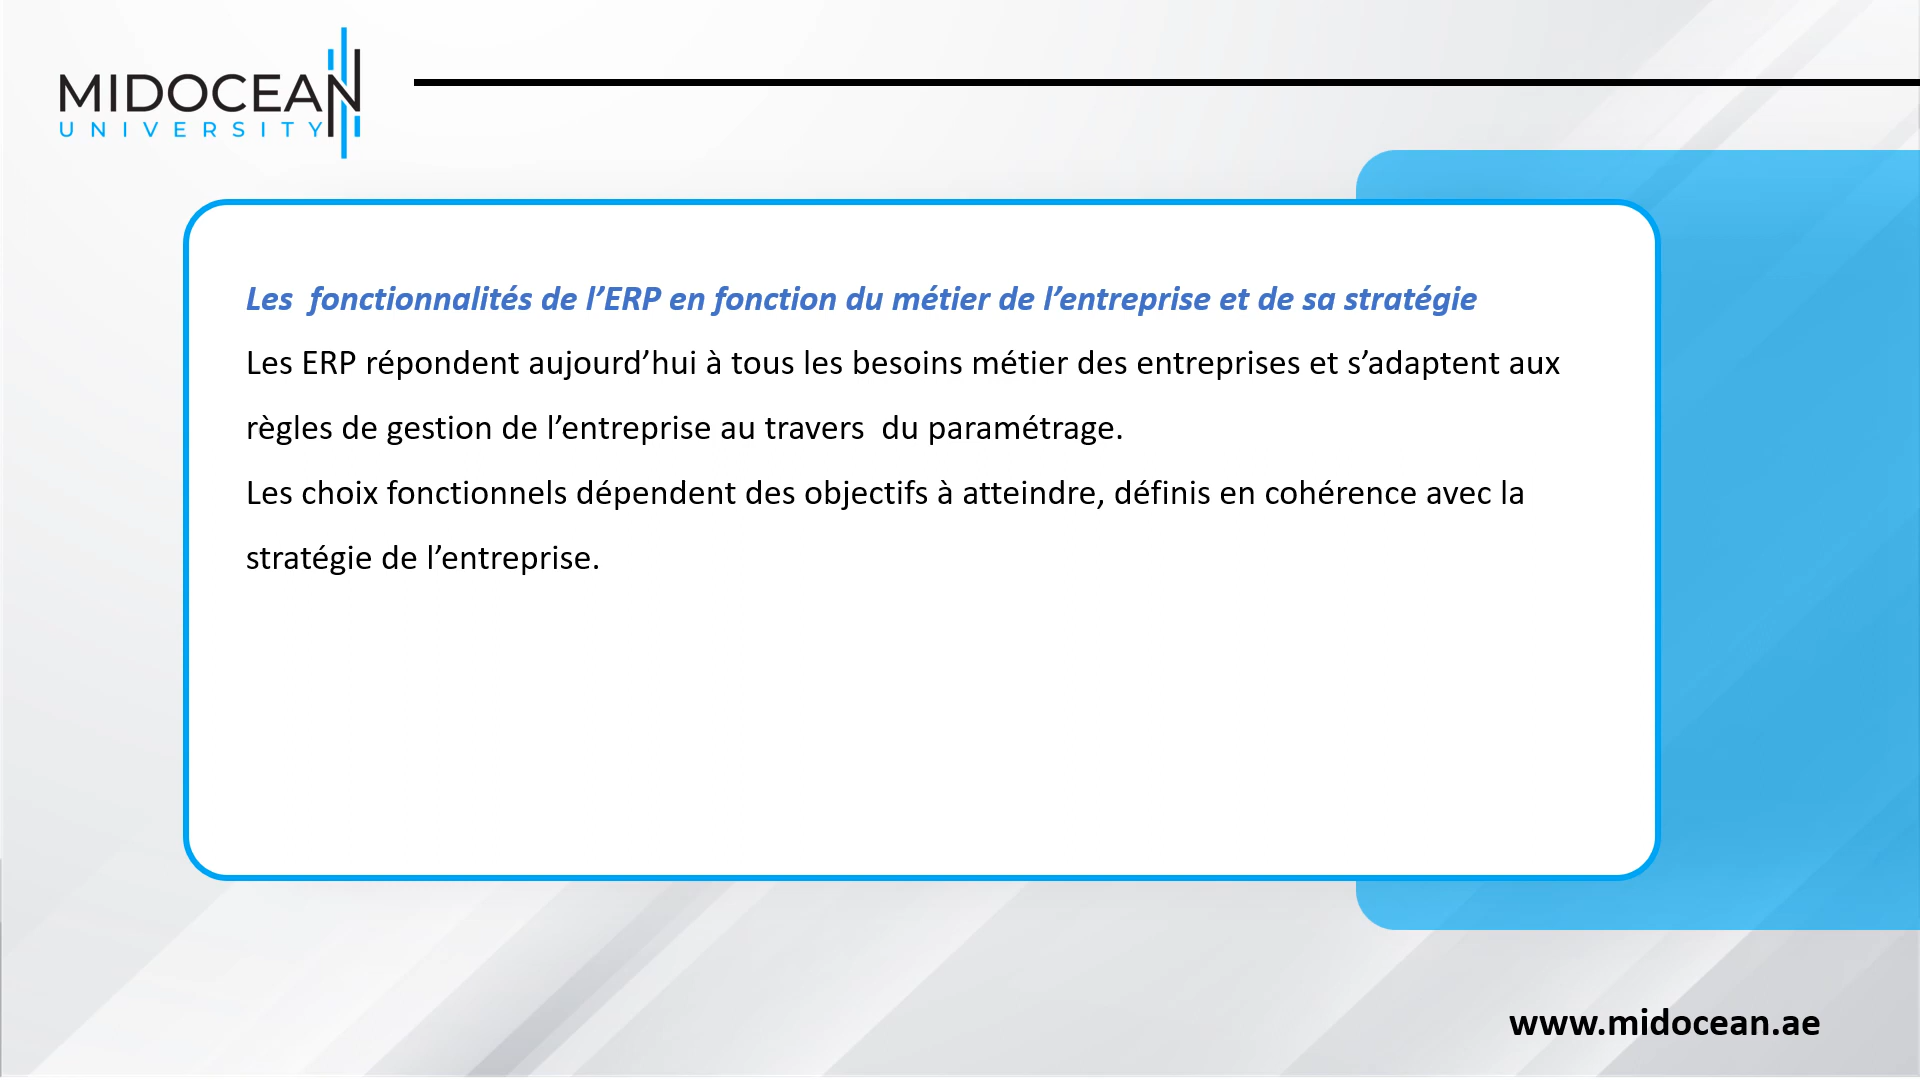 MIDOCEAN
UNIVERSITY
Les  fonctionnalités de l’ERP en fonction du métier de l’entreprise et de sa stratégie
Les ERP répondent aujourd’hui à tous les besoins métier des entreprises et s’adaptent aux
règles de gestion de l’entreprise au travers  du paramétrage.
Les choix fonctionnels dépendent des objectifs à atteindre, définis en cohérence avec la
stratégie de l’entreprise.
www.midocean.ae